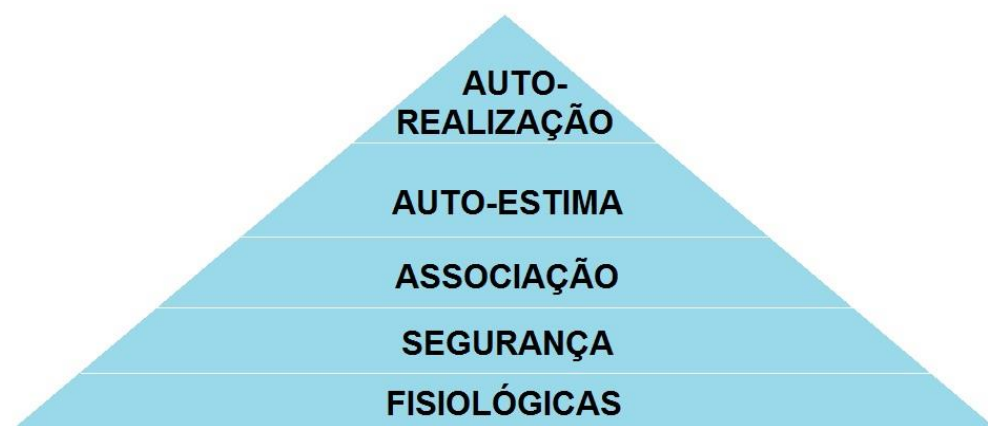 AUTO-
REALIZAÇÃO
AUTO-ESTIMA
ASSOCIAÇÃO
SEGURANÇA
FISIOLÓGICAS